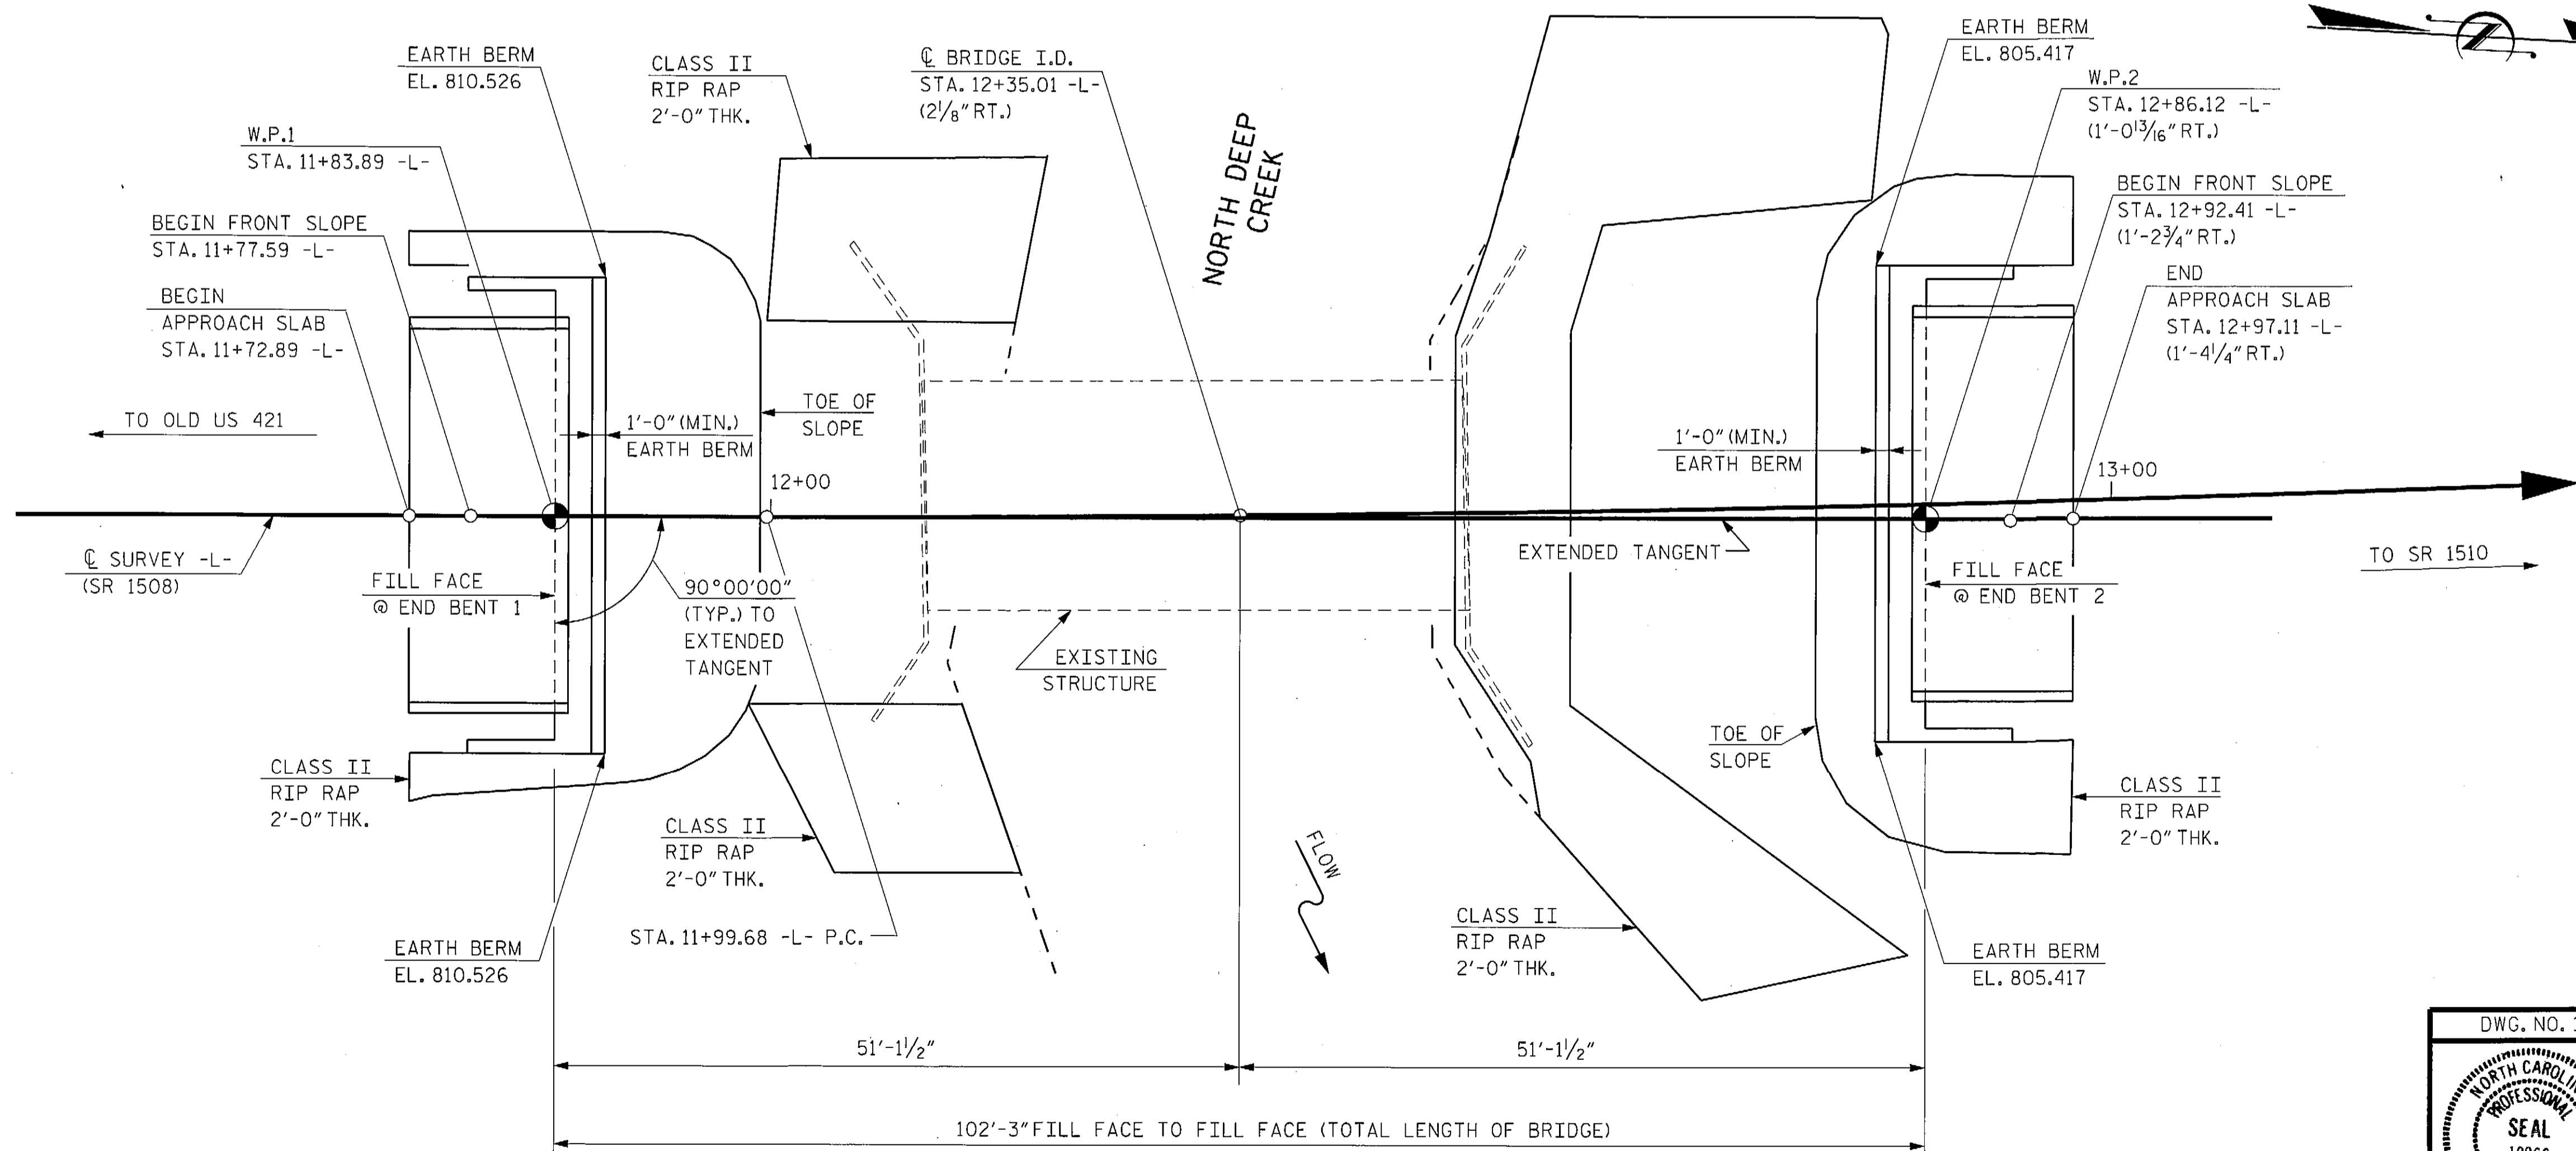 EARTH BERM
EL. 810.526
CLASS II
RIP RAP
2'-0" THK.
℄ BRIDGE I.D.
STA. 12+35.01 -L-
(2 1/8" RT.)
NORTH DEEP
CREEK
EARTH BERM
EL. 805.417
W.P.2
STA. 12+86.12 -L-
(1'-0 13/16" RT.)
W.P.1
STA. 11+83.89 -L-
BEGIN FRONT SLOPE
STA. 11+77.59 -L-
BEGIN FRONT SLOPE
STA. 12+92.41 -L-
(1'-2 3/4" RT.)
BEGIN
APPROACH SLAB
STA. 11+72.89 -L-
END
APPROACH SLAB
STA. 12+97.11 -L-
(1'-4 1/4" RT.)
TO OLD US 421
1'-0" (MIN.)
EARTH BERM
TOE OF
SLOPE
12+00
1'-0" (MIN.)
EARTH BERM
13+00
℄ SURVEY -L-
(SR 1508)
FILL FACE
@ END BENT 1
90°00'00"
(TYP.) TO
EXTENDED
TANGENT
EXTENDED TANGENT
FILL FACE
@ END BENT 2
TO SR 1510
EXISTING
STRUCTURE
TOE OF
SLOPE
CLASS II
RIP RAP
2'-0" THK.
CLASS II
RIP RAP
2'-0" THK.
CLASS II
RIP RAP
2'-0" THK.
FLOW
STA. 11+99.68 -L- P.C.
CLASS II
RIP RAP
2'-0" THK.
EARTH BERM
EL. 810.526
EARTH BERM
EL. 805.417
51'-1 1/2"
51'-1 1/2"
102'-3" FILL FACE TO FILL FACE (TOTAL LENGTH OF BRIDGE)
DWG. NO.
NORTH CAROLIN
PROFESSIONAL
SEAL